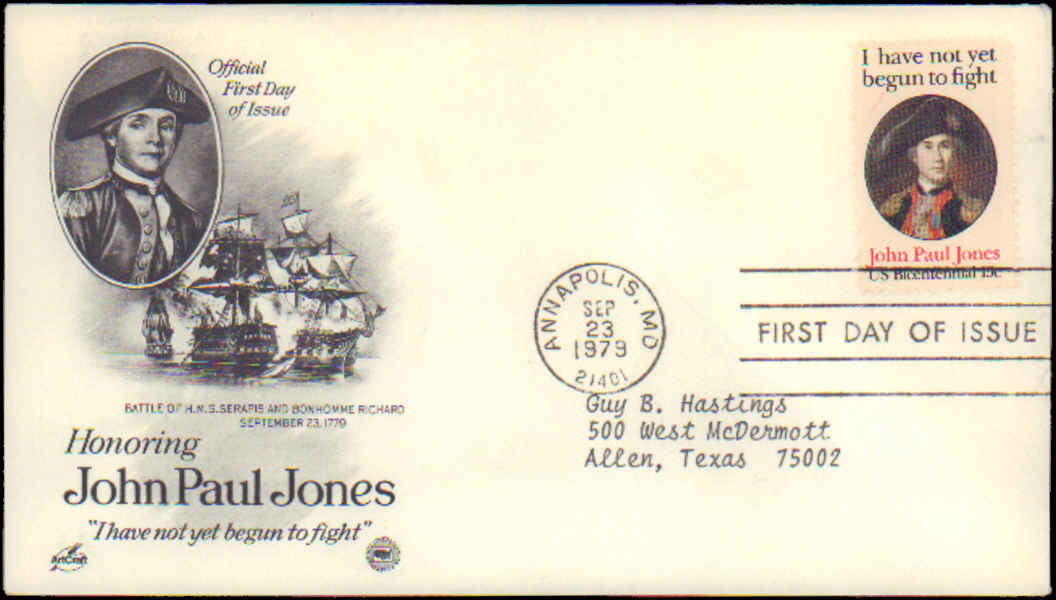 Official
First Day
of Issue
BATTLE OF H.M.S. SERAPIS AND BONHOMME RICHARD
SEPTEMBER 23, 1779
Honoring
John Paul Jones
"I have not yet begun to fight"
ArtCraft
I have not yet
begun to fight
John Paul Jones
US Bicentennial 15c
ANNAPOLIS, MD
SEP
23
1979
21401
FIRST DAY OF ISSUE
Guy B. Hastings
500 West McDermott
Allen, Texas 75002